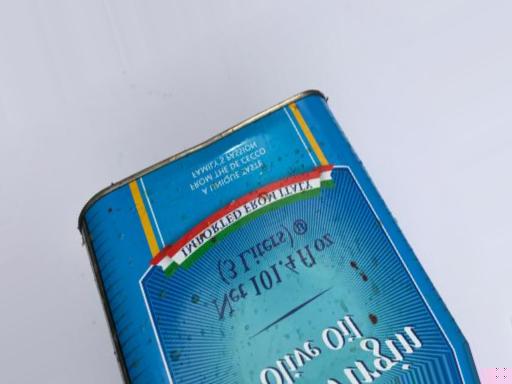 Virgin
Olive Oil
Net 101.4 fl oz
(3 Liters)®
IMPORTED FROM ITALY
A UNIQUE TASTE
FROM THE DE CECCO
FAMILY'S PASSION